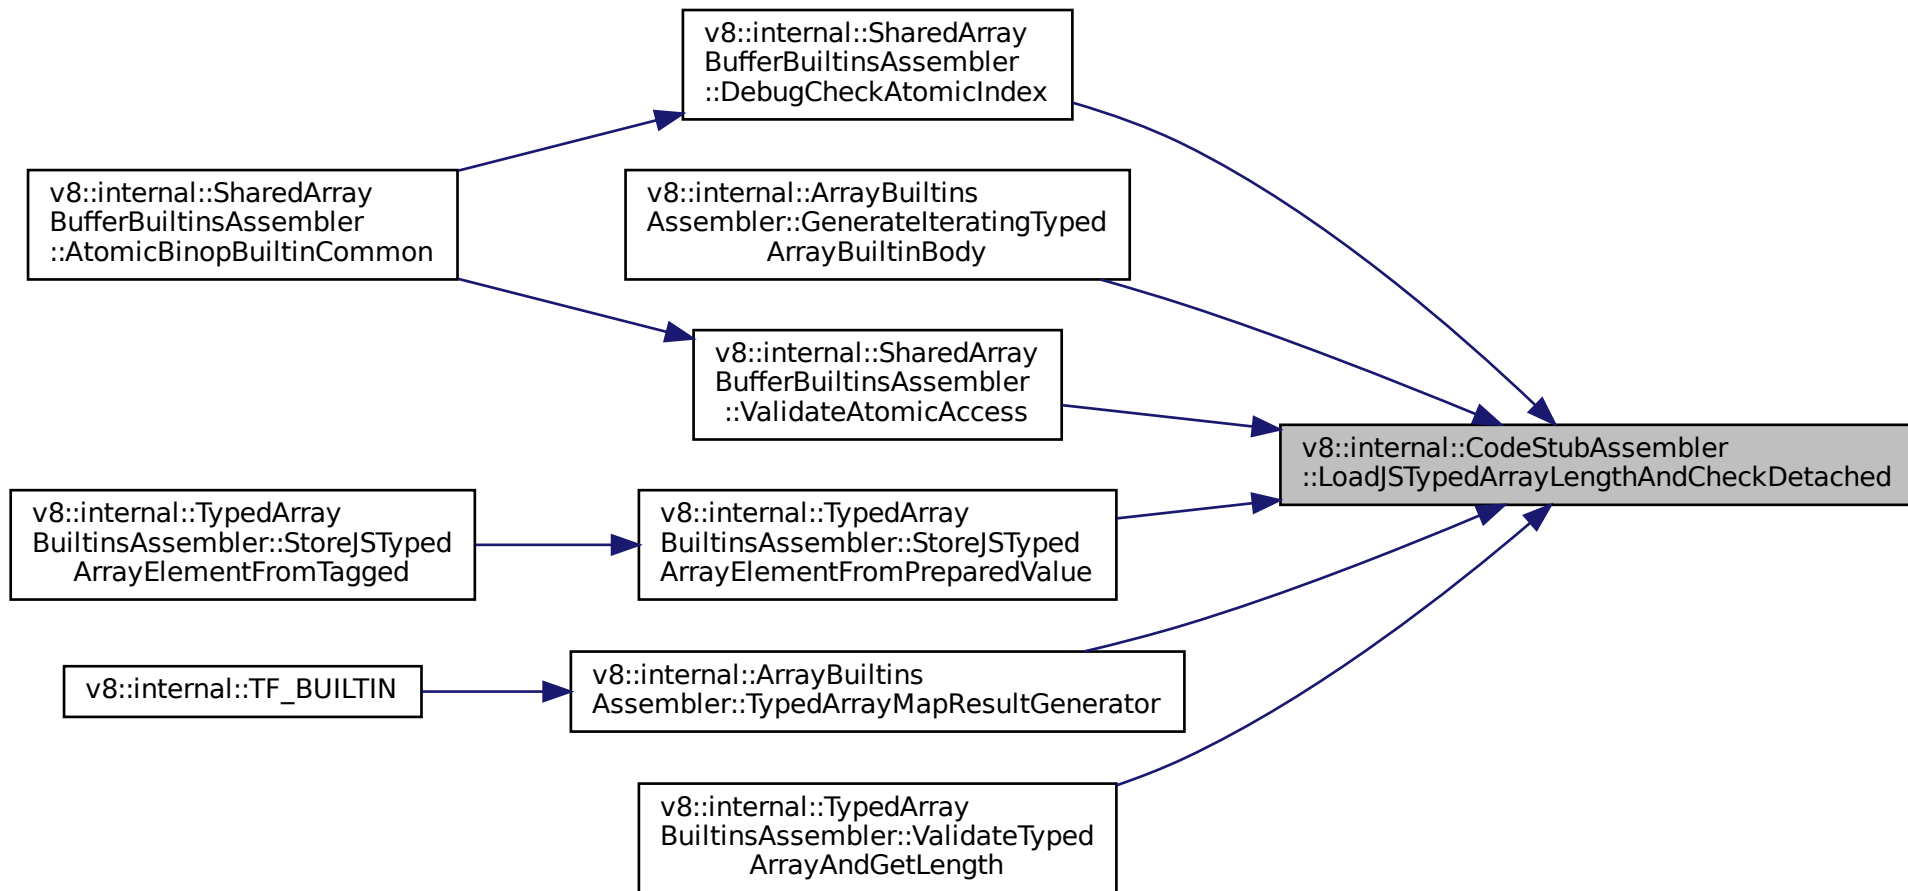 v8::internal::SharedArray
BufferBuiltinsAssembler
::DebugCheckAtomicIndex
v8::internal::SharedArray
BufferBuiltinsAssembler
::AtomicBinopBuiltinCommon
v8::internal::ArrayBuiltins
Assembler::GenerateIteratingTyped
ArrayBuiltinBody
v8::internal::SharedArray
BufferBuiltinsAssembler
::ValidateAtomicAccess
v8::internal::CodeStubAssembler
::LoadJSTypedArrayLengthAndCheckDetached
v8::internal::TypedArray
BuiltinsAssembler::StoreJSTyped
ArrayElementFromTagged
v8::internal::TypedArray
BuiltinsAssembler::StoreJSTyped
ArrayElementFromPreparedValue
v8::internal::TF_BUILTIN
v8::internal::ArrayBuiltins
Assembler::TypedArrayMapResultGenerator
v8::internal::TypedArray
BuiltinsAssembler::ValidateTyped
ArrayAndGetLength